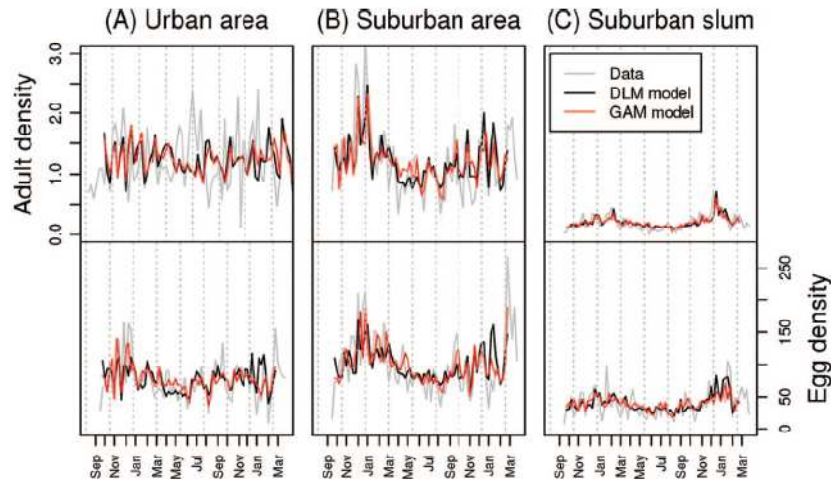 (A) Urban area
(B) Suburban area
(C) Suburban slum
Adult density
3.0
2.0
1.0
0.0
Data
DLM model
GAM model
Egg density
250
150
50
0
Sep
Nov
Jan
Mar
May
Jul
Sep
Nov
Jan
Mar
Sep
Nov
Jan
Mar
May
Jul
Sep
Nov
Jan
Mar
Sep
Nov
Jan
Mar
May
Jul
Sep
Nov
Jan
Mar